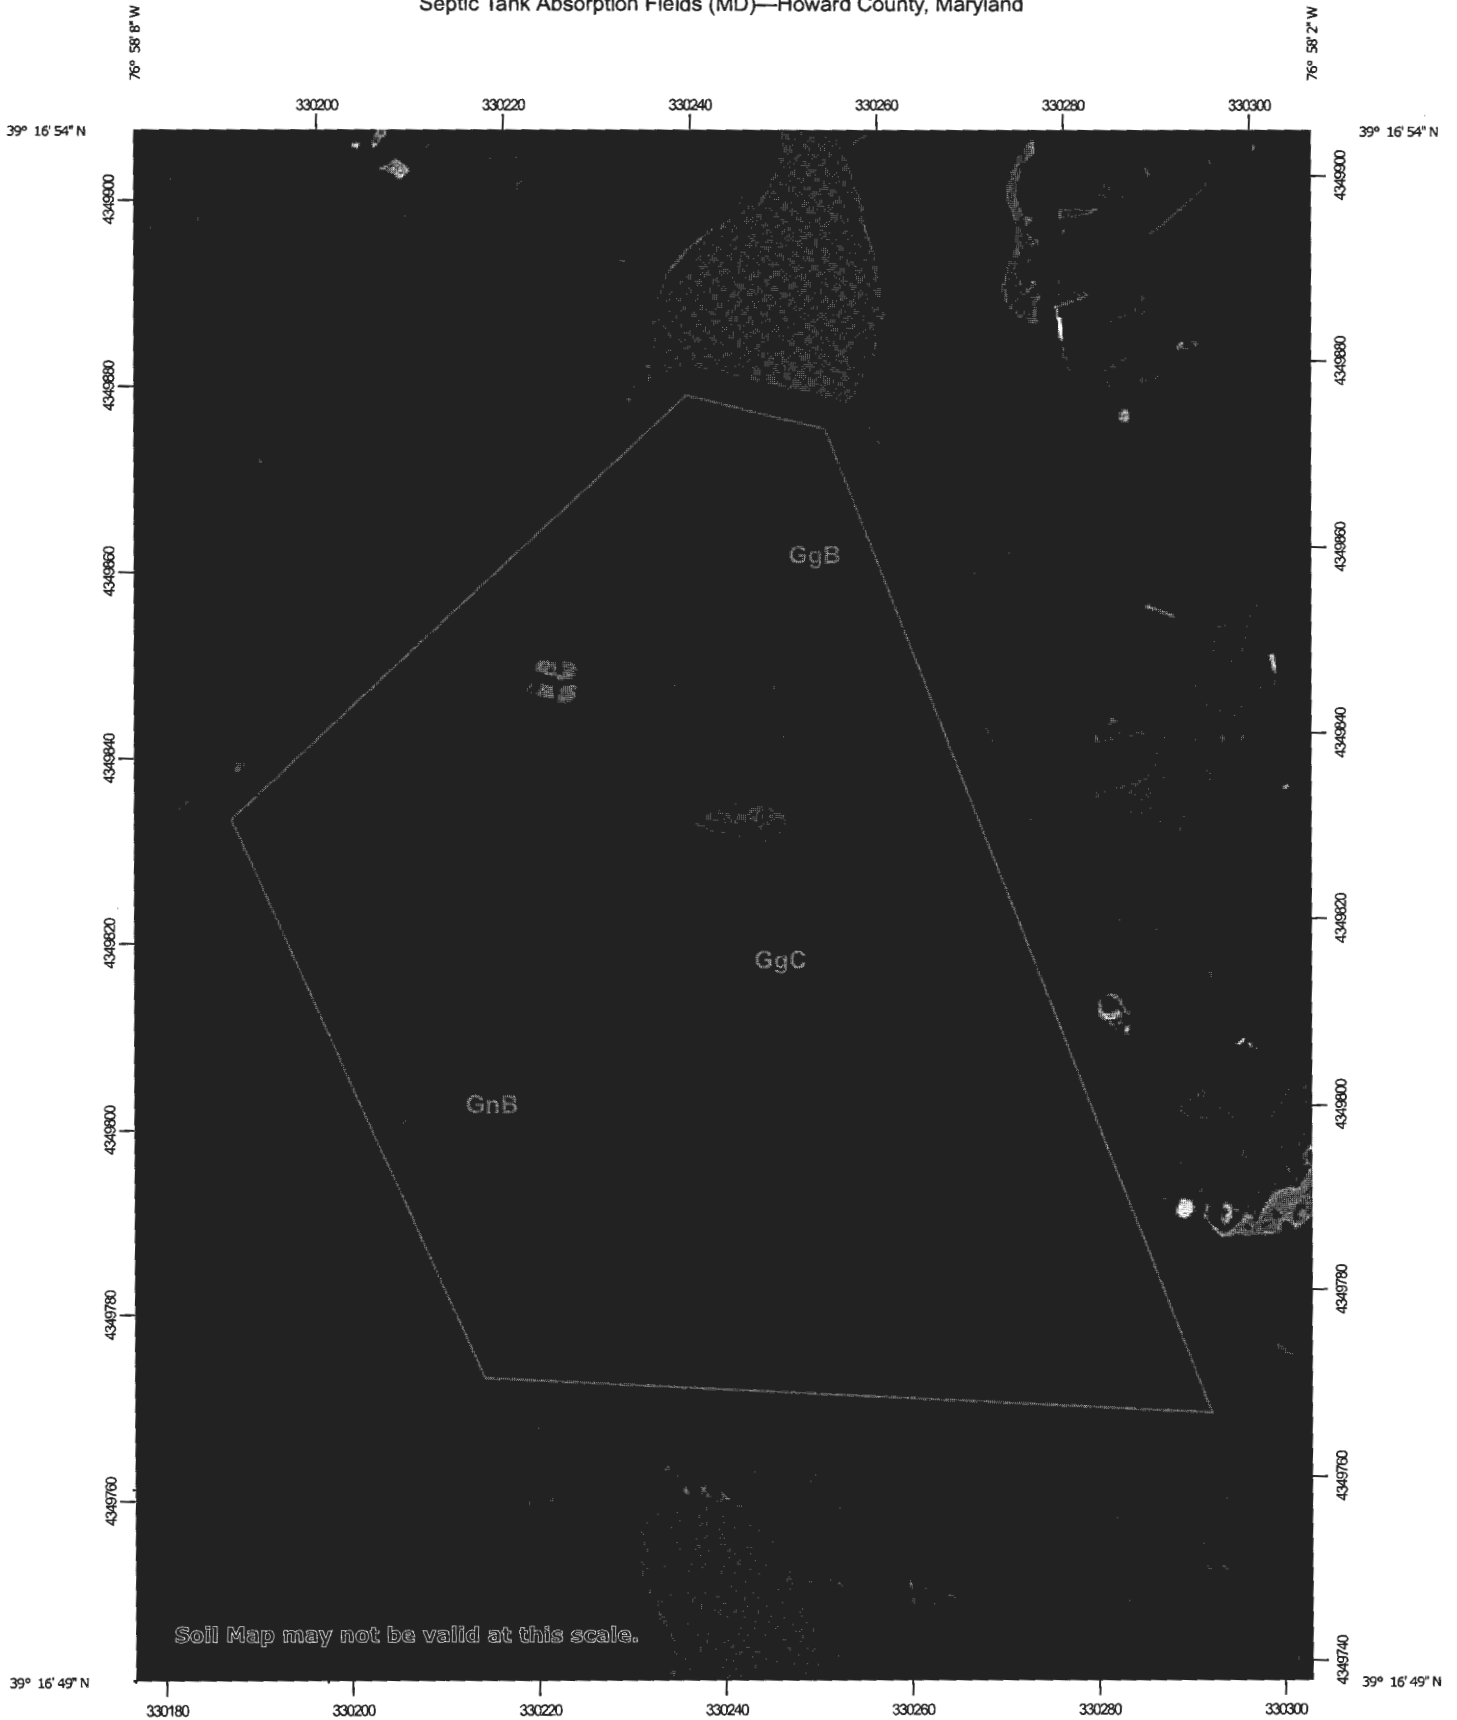 Septic Tank Absorption Fields (MD)—Howard County, Maryland
76° 58' 8" W
76° 58' 2" W
330200 330220 330240 330260 330280 330300
39° 16' 54" N
39° 16' 54" N
4349900
4349900
4349880
4349880
4349860
4349860
GgB
4349840
4349840
4349820
4349820
GgC
4349800
4349800
GnB
4349780
4349780
4349760
4349760
4349740
Soil Map may not be valid at this scale.
39° 16' 49" N
39° 16' 49" N
330180 330200 330220 330240 330260 330280 330300